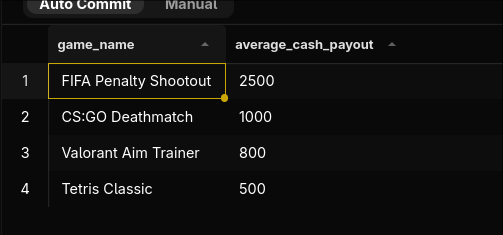 Auto Commit Manual
game_name average_cash_payout
1 FIFA Penalty Shootout 2500
2 CS:GO Deathmatch 1000
3 Valorant Aim Trainer 800
4 Tetris Classic 500